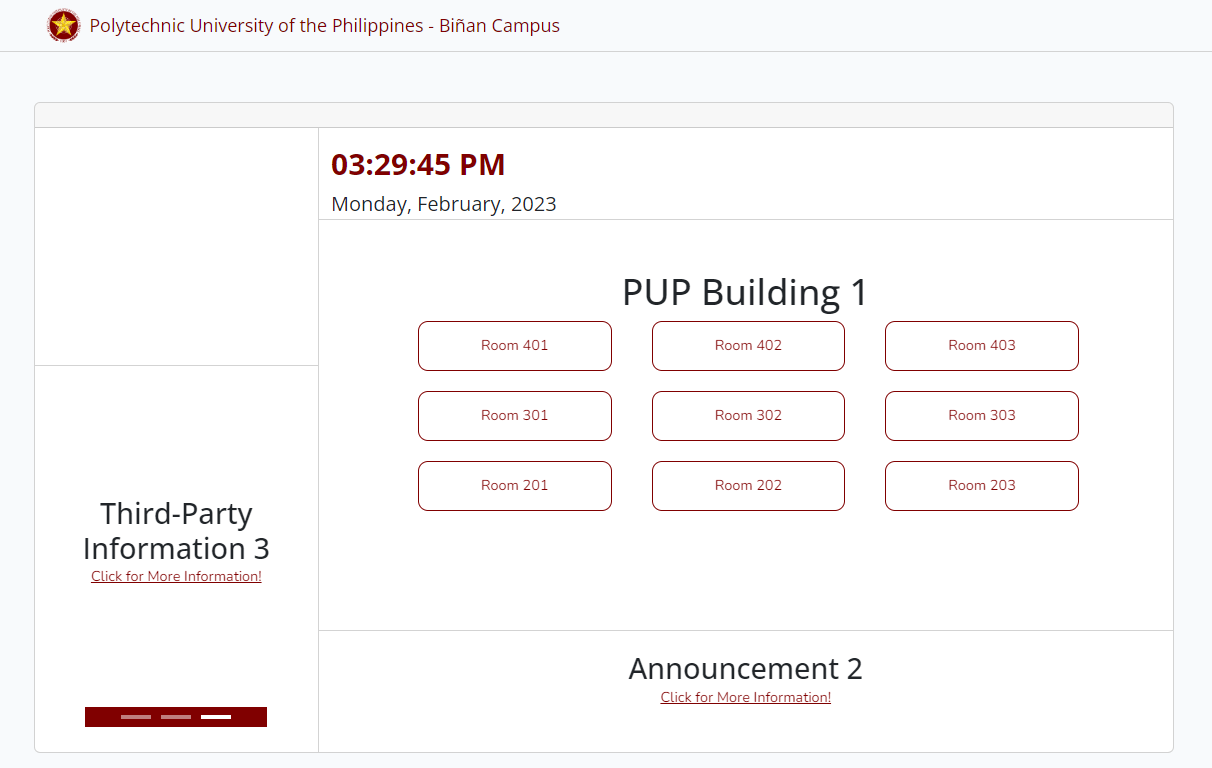 Polytechnic University of the Philippines - Biñan Campus
03:29:45 PM
Monday, February, 2023
PUP Building 1
Room 401 Room 402 Room 403
Room 301 Room 302 Room 303
Room 201 Room 202 Room 203
Third-Party
Information 3
Click for More Information!
Announcement 2
Click for More Information!